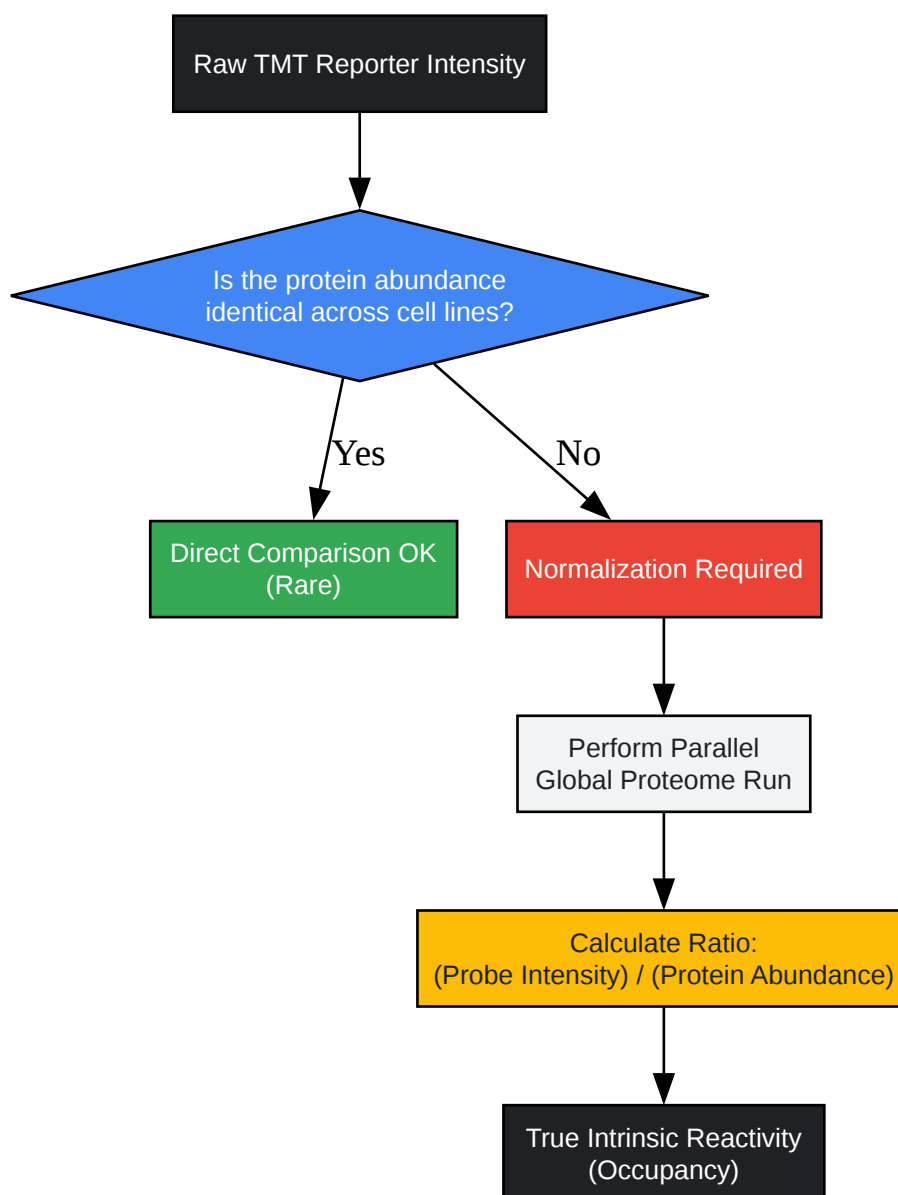 Raw TMT Reporter Intensity
Is the protein abundance
identical across cell lines?
Yes
No
Direct Comparison OK
(Rare)
Normalization Required
Perform Parallel
Global Proteome Run
Calculate Ratio:
(Probe Intensity) / (Protein Abundance)
True Intrinsic Reactivity
(Occupancy)